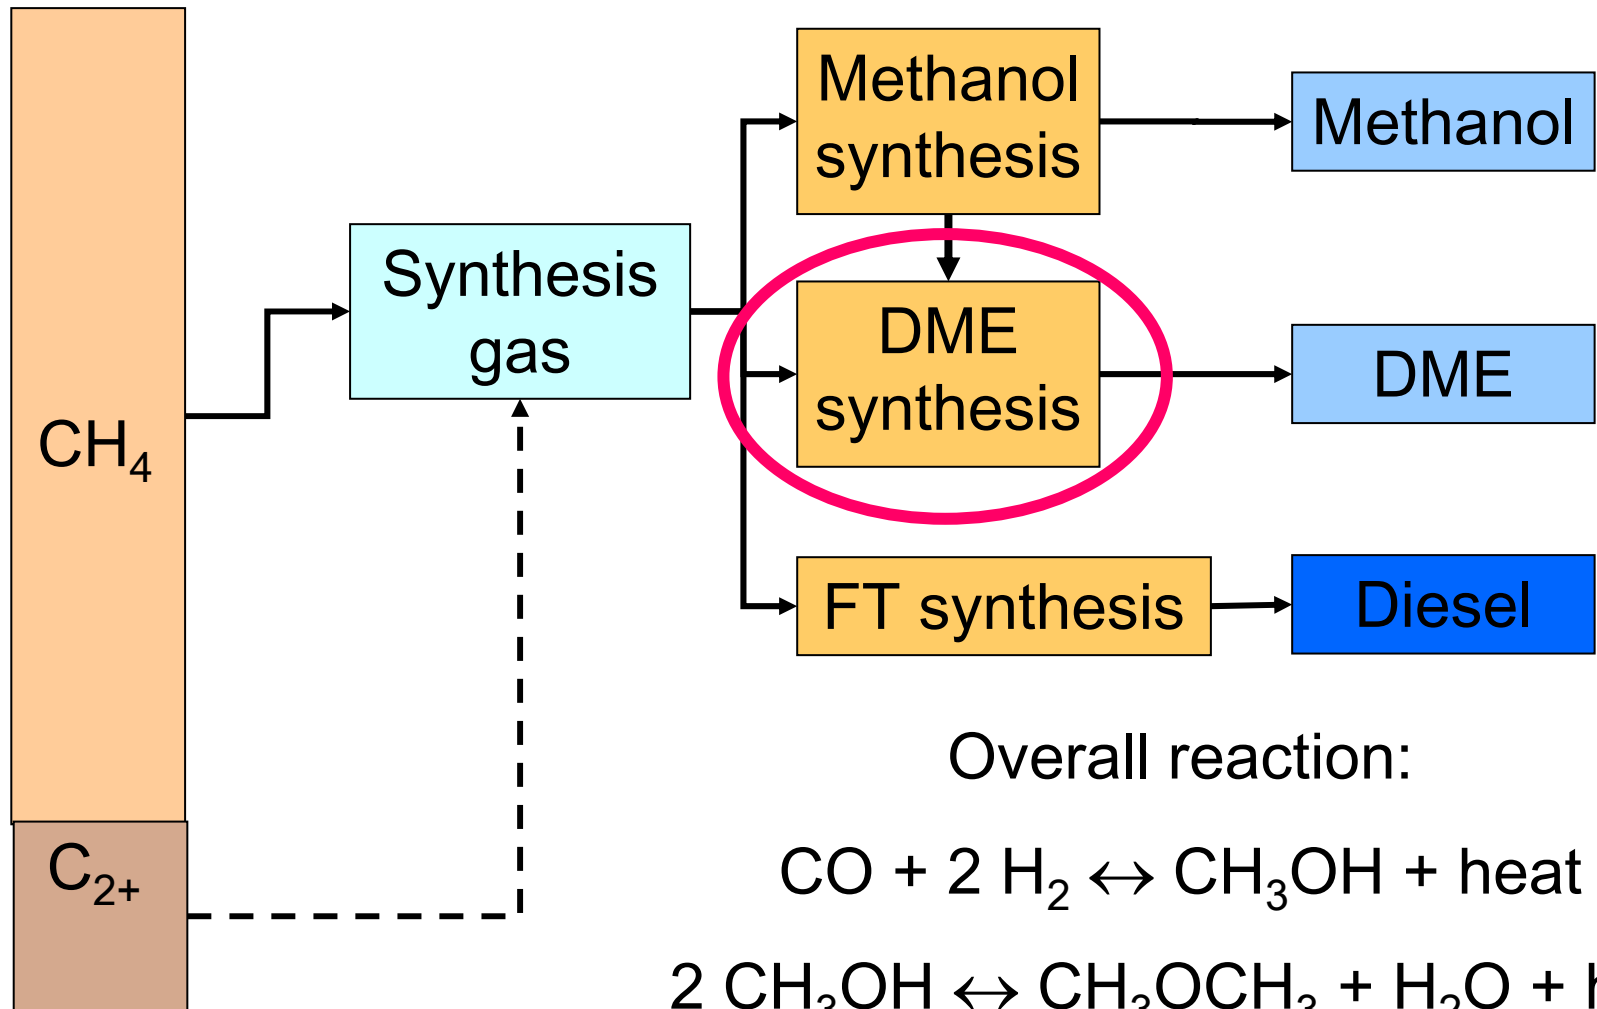 Methanol
synthesis
Methanol
Synthesis
gas
DME
synthesis
DME
CH₄
FT synthesis
Diesel
Overall reaction:
C₂₊
CO + 2 H₂ ↔ CH₃OH + heat
2 CH₃OH ↔ CH₃OCH₃ + H₂O + h